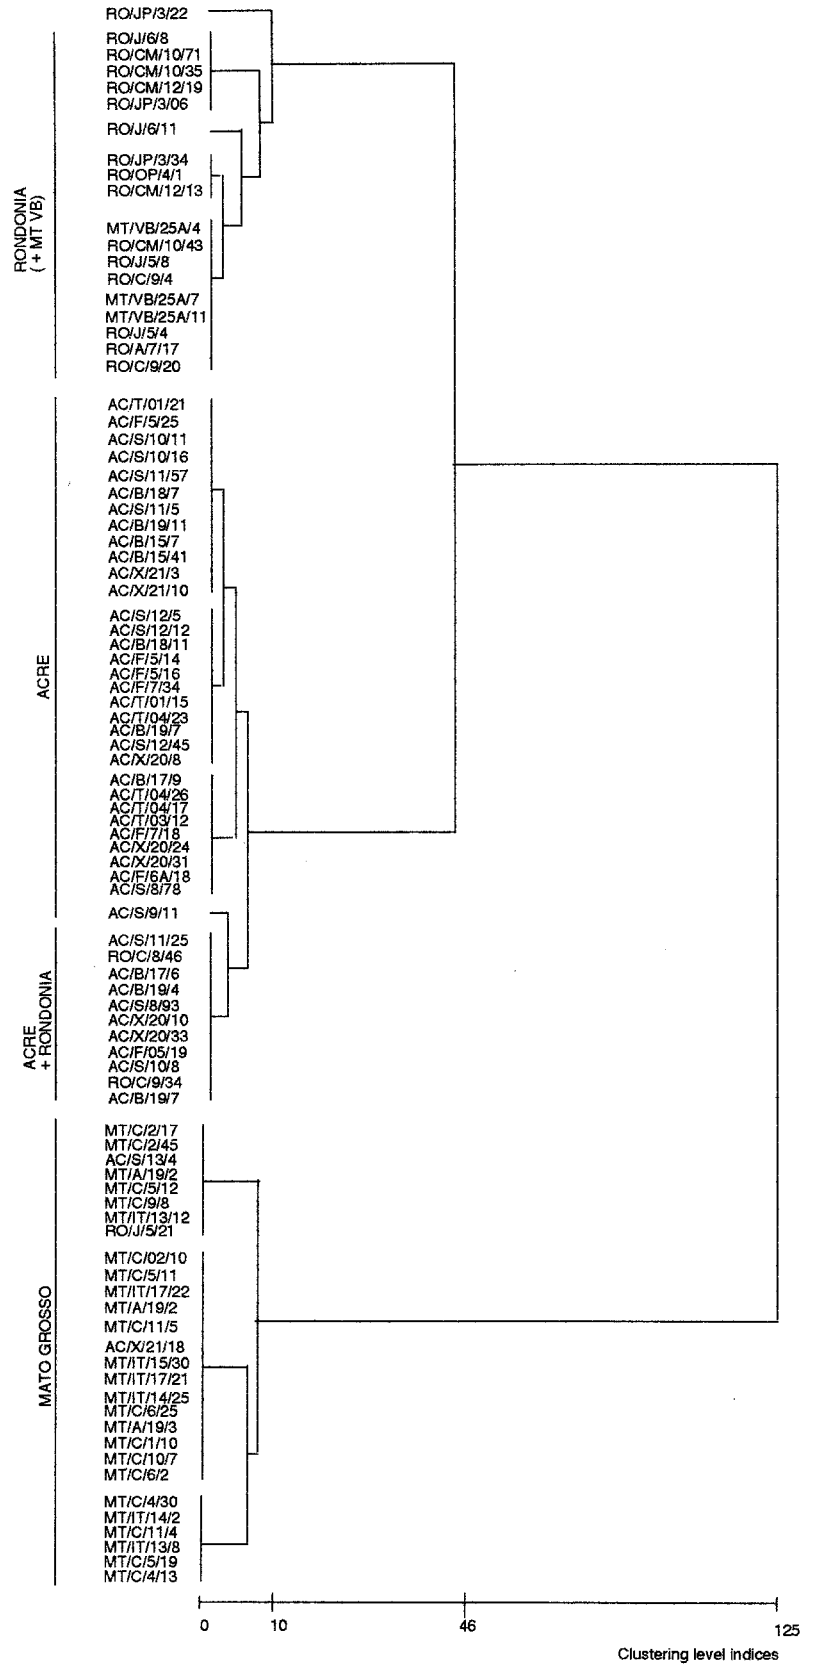 RONDONIA
(+ MT VB)
RO/JP/3/22
RO/J/6/8
RO/CM/10/71
RO/CM/10/35
RO/CM/12/19
RO/JP/3/06
RO/J/6/11
RO/JP/3/34
RO/OP/4/1
RO/CM/12/13
MT/VB/25A/4
RO/CM/10/43
RO/J/5/8
RO/C/9/4
MT/VB/25A/7
MT/VB/25A/11
RO/J/5/4
RO/A/7/17
RO/C/9/20
ACRE
AC/T/01/21
AC/F/5/25
AC/S/10/11
AC/S/10/16
AC/S/11/57
AC/B/18/7
AC/S/11/5
AC/B/19/11
AC/B/15/7
AC/B/15/41
AC/X/21/3
AC/X/21/10
AC/S/12/5
AC/S/12/12
AC/B/18/11
AC/F/5/14
AC/F/5/16
AC/F/7/34
AC/T/01/15
AC/T/04/23
AC/B/19/7
AC/S/12/45
AC/X/20/8
AC/B/17/9
AC/T/04/26
AC/T/04/17
AC/T/03/12
AC/F/7/18
AC/X/20/24
AC/X/20/31
AC/F/6A/18
AC/S/8/78
AC/S/9/11
ACRE
+ RONDONIA
AC/S/11/25
RO/C/8/46
AC/B/17/6
AC/B/19/4
AC/S/8/93
AC/X/20/10
AC/X/20/33
AC/F/05/19
AC/S/10/8
RO/C/9/34
AC/B/19/7
MATO GROSSO
MT/C/2/17
MT/C/2/45
AC/S/13/4
MT/A/19/2
MT/C/5/12
MT/C/9/8
MT/IT/13/12
RO/J/5/21
MT/C/02/10
MT/C/5/11
MT/IT/17/22
MT/A/19/2
MT/C/11/5
AC/X/21/18
MT/IT/15/30
MT/IT/17/21
MT/IT/14/25
MT/C/6/25
MT/A/19/3
MT/C/1/10
MT/C/10/7
MT/C/6/2
MT/C/4/30
MT/IT/14/2
MT/C/11/4
MT/IT/13/8
MT/C/5/19
MT/C/4/13
0 10 46 125
Clustering level indices